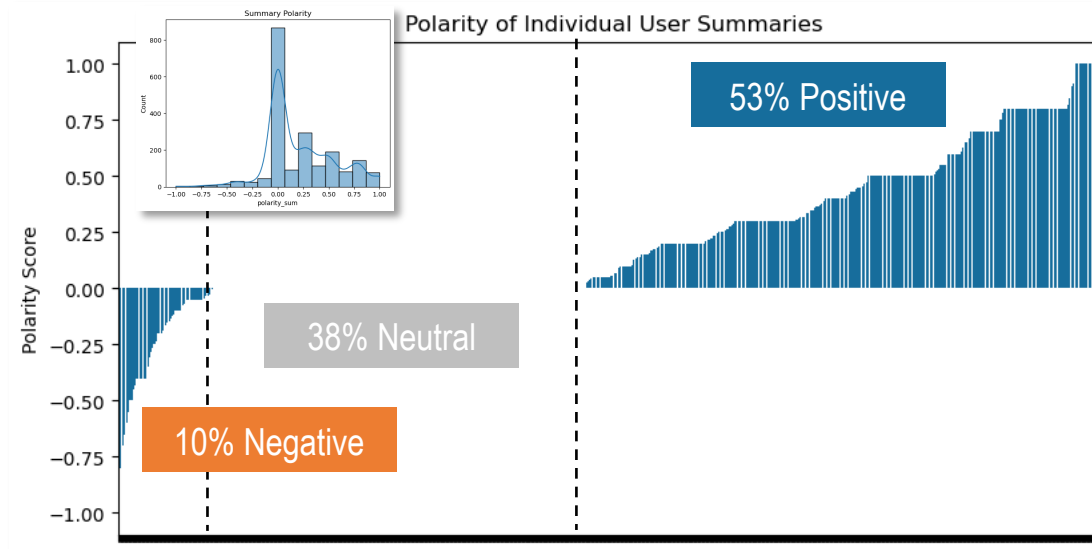 Polarity of Individual User Summaries
Summary Polarity
Count
800
600
400
200
0
−1.00 −0.75 −0.50 −0.25 0.00 0.25 0.50 0.75 1.00
polarity_sum
Polarity Score
1.00
0.75
0.50
0.25
0.00
−0.25
−0.50
−0.75
−1.00
53% Positive
38% Neutral
10% Negative